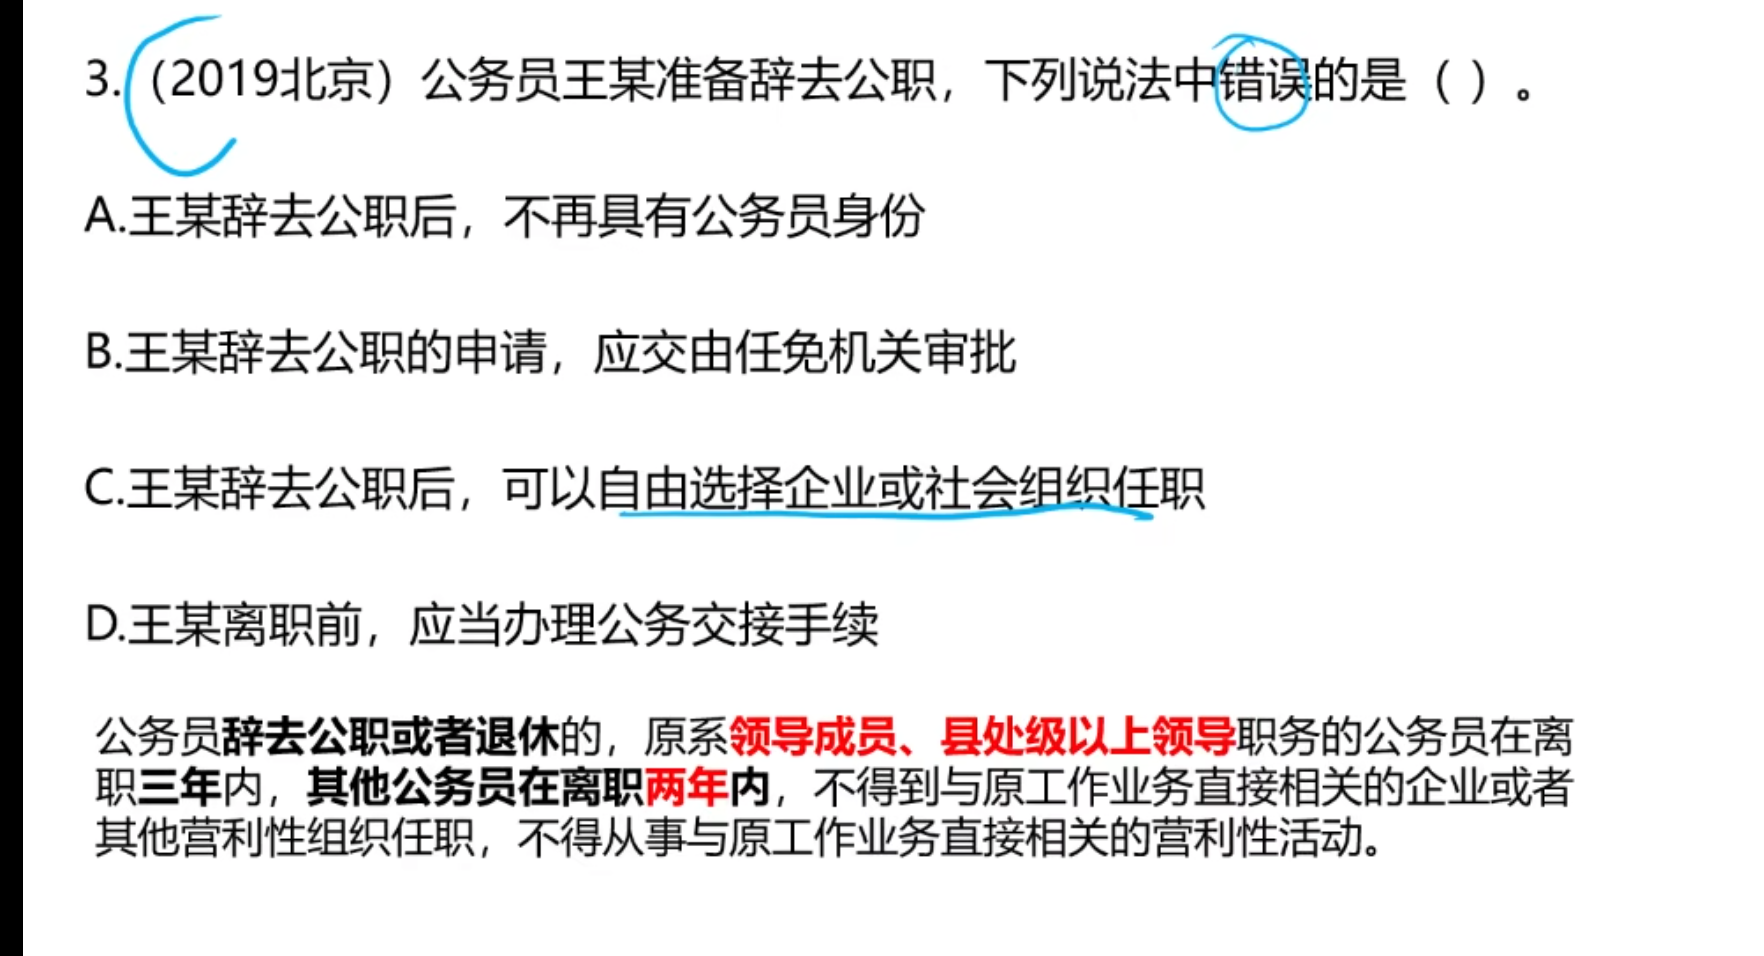 3.（2019北京）公务员王某准备辞去公职，下列说法中错误的是（ ）。
A.王某辞去公职后，不再具有公务员身份
B.王某辞去公职的申请，应交由任免机关审批
C.王某辞去公职后，可以自由选择企业或社会组织任职
D.王某离职前，应当办理公务交接手续
公务员辞去公职或者退休的，原系领导成员、县处级以上领导职务的公务员在离
职三年内，其他公务员在离职两年内，不得到与原工作业务直接相关的企业或者
其他营利性组织任职，不得从事与原工作业务直接相关的营利性活动。